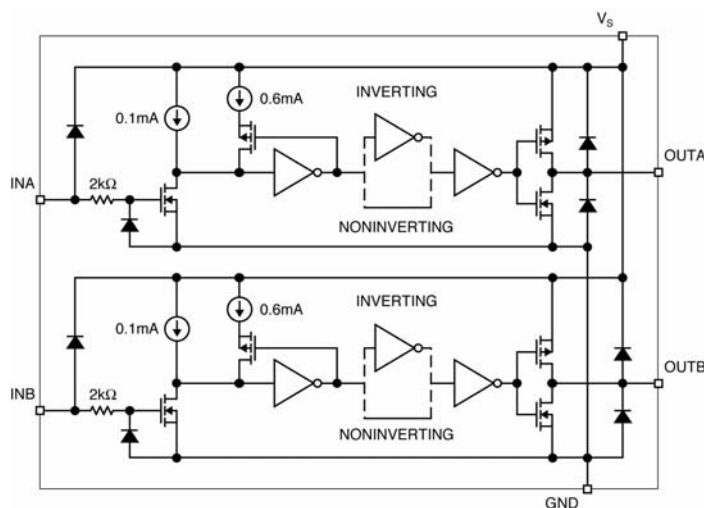 Vs
0.6mA
INVERTING
0.1mA
OUTA
INA
2kΩ
NONINVERTING
0.6mA
INVERTING
0.1mA
OUTB
INB
2kΩ
NONINVERTING
GND